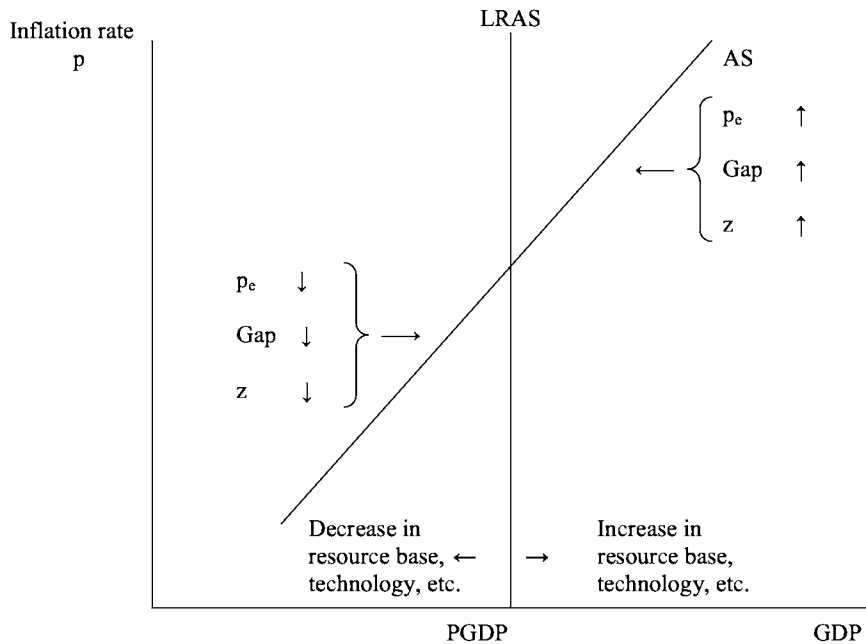 Inflation rate
p
LRAS
AS
pₑ ↑
Gap ↑
z ↑
pₑ ↓
Gap ↓
z ↓
Decrease in
resource base, ←
technology, etc.
Increase in
→ resource base,
technology, etc.
PGDP
GDP